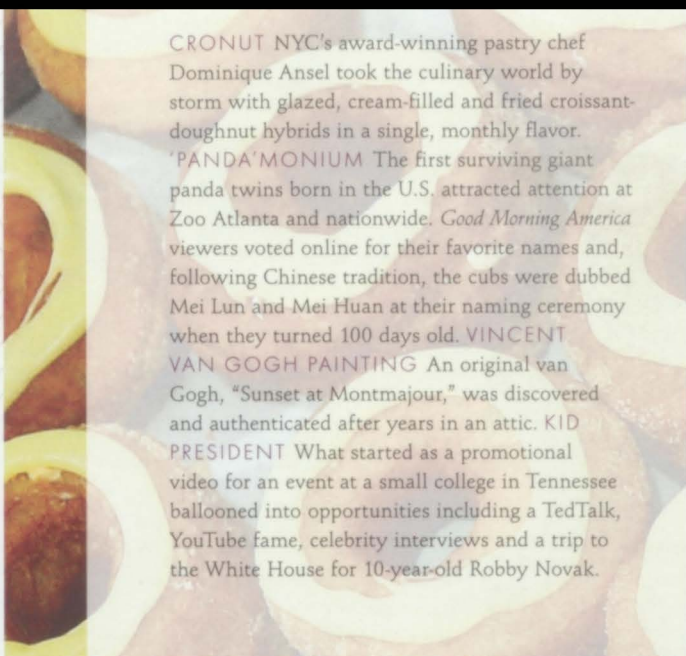 CRONUT NYC's award-winning pastry chef
Dominique Ansel took the culinary world by
storm with glazed, cream-filled and fried croissant-
doughnut hybrids in a single, monthly flavor.
'PANDA'MONIUM The first surviving giant
panda twins born in the U.S. attracted attention at
Zoo Atlanta and nationwide. Good Morning America
viewers voted online for their favorite names and,
following Chinese tradition, the cubs were dubbed
Mei Lun and Mei Huan at their naming ceremony
when they turned 100 days old. VINCENT
VAN GOGH PAINTING An original van
Gogh, "Sunset at Montmajour," was discovered
and authenticated after years in an attic. KID
PRESIDENT What started as a promotional
video for an event at a small college in Tennessee
ballooned into opportunities including a TedTalk,
YouTube fame, celebrity interviews and a trip to
the White House for 10-year-old Robby Novak.